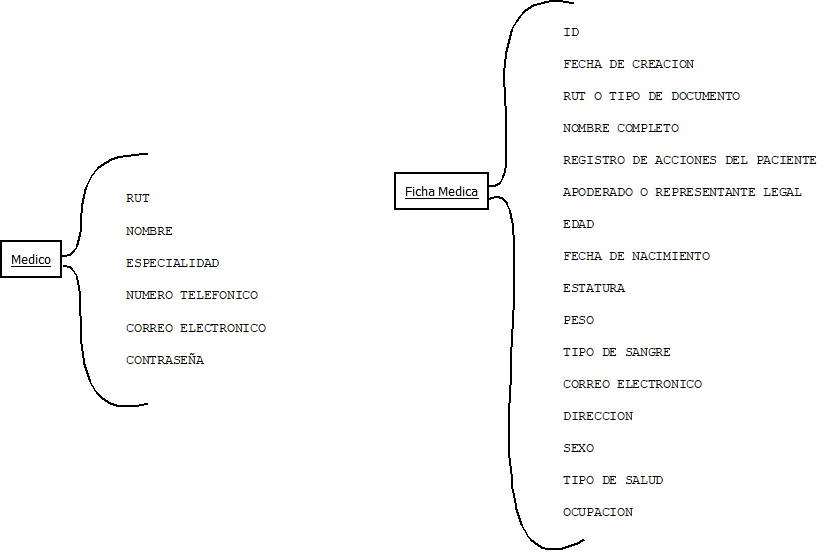 Medico
RUT
NOMBRE
ESPECIALIDAD
NUMERO TELEFONICO
CORREO ELECTRONICO
CONTRASEÑA
Ficha Medica
ID
FECHA DE CREACION
RUT O TIPO DE DOCUMENTO
NOMBRE COMPLETO
REGISTRO DE ACCIONES DEL PACIENTE
APODERADO O REPRESENTANTE LEGAL
EDAD
FECHA DE NACIMIENTO
ESTATURA
PESO
TIPO DE SANGRE
CORREO ELECTRONICO
DIRECCION
SEXO
TIPO DE SALUD
OCUPACION